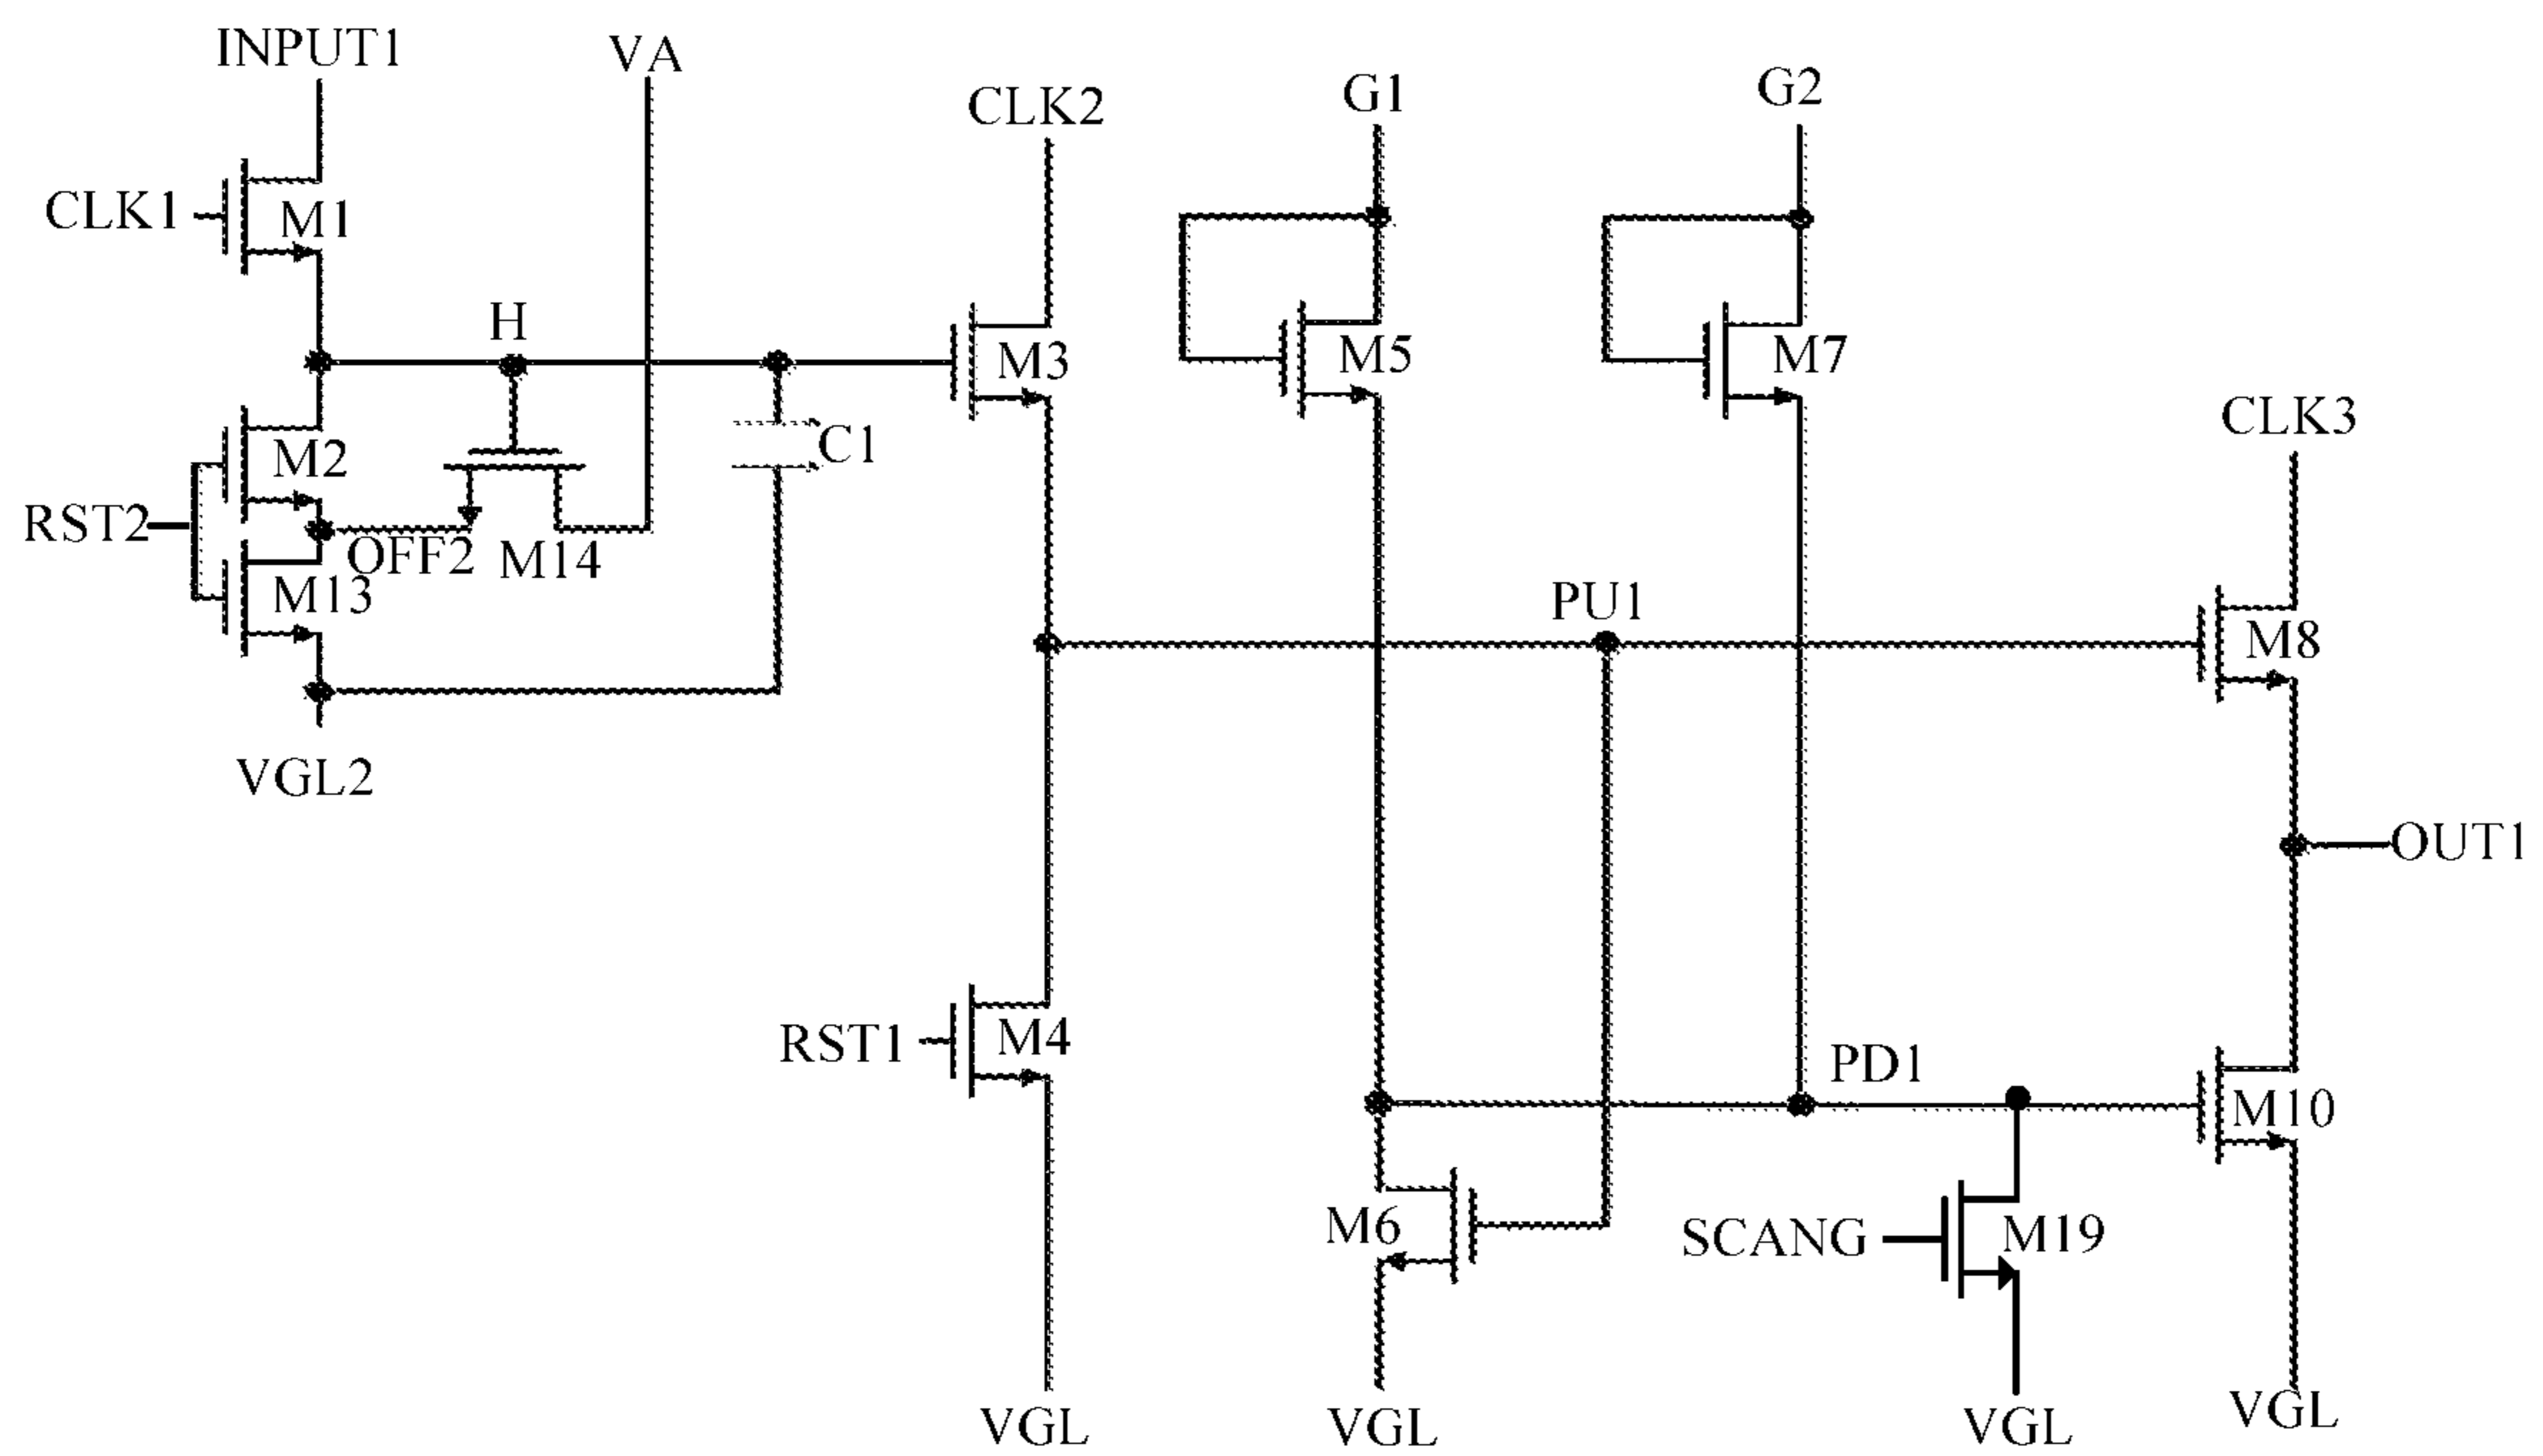 INPUT1
VA
G2
G1
CLK2
CLK1
M1
H
M3
M5
M7
CLK3
M2
C1
RST2
OFF2
M14
M13
PU1
M8
VGL2
OUT1
RST1
M4
PD1
M10
M6
SCANG
M19
VGL
VGL
VGL
VGL